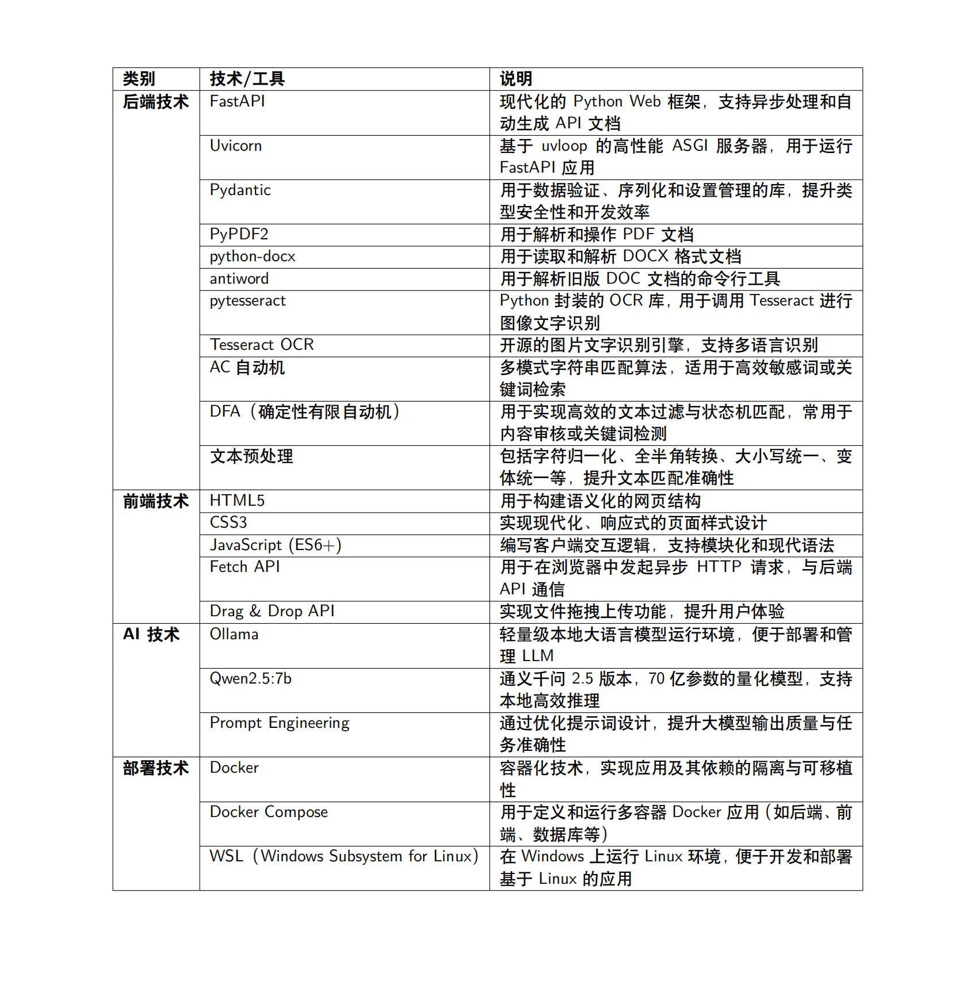 类别 技术/工具 说明
后端技术 FastAPI 现代化的 Python Web 框架，支持异步处理和自
动生成 API 文档
Uvicorn 基于 uvloop 的高性能 ASGI 服务器，用于运行
FastAPI 应用
Pydantic 用于数据验证、序列化和设置管理的库，提升类
型安全性和开发效率
PyPDF2 用于解析和操作 PDF 文档
python-docx 用于读取和解析 DOCX 格式文档
antiword 用于解析旧版 DOC 文档的命令行工具
pytesseract Python 封装的 OCR 库，用于调用 Tesseract 进行
图像文字识别
Tesseract OCR 开源的图片文字识别引擎，支持多语言识别
AC 自动机 多模式字符串匹配算法，适用于高效敏感词或关
键词检索
DFA（确定性有限自动机） 用于实现高效的文本过滤与状态机匹配，常用于
内容审核或关键词检测
文本预处理 包括字符归一化、全半角转换、大小写统一、变
体统一等，提升文本匹配准确性
前端技术 HTML5 用于构建语义化的网页结构
CSS3 实现现代化、响应式的页面样式设计
JavaScript (ES6+) 编写客户端交互逻辑，支持模块化和现代语法
Fetch API 用于在浏览器中发起异步 HTTP 请求，与后端
API 通信
Drag & Drop API 实现文件拖拽上传功能，提升用户体验
AI 技术 Ollama 轻量级本地大语言模型运行环境，便于部署和管
理 LLM
Qwen2.5:7b 通义千问 2.5 版本，70 亿参数的量化模型，支持
本地高效推理
Prompt Engineering 通过优化提示词设计，提升大模型输出质量与任
务准确性
部署技术 Docker 容器化技术，实现应用及其依赖的隔离与可移植
性
Docker Compose 用于定义和运行多容器 Docker 应用（如后端、前
端、数据库等）
WSL（Windows Subsystem for Linux） 在 Windows 上运行 Linux 环境，便于开发和部署
基于 Linux 的应用